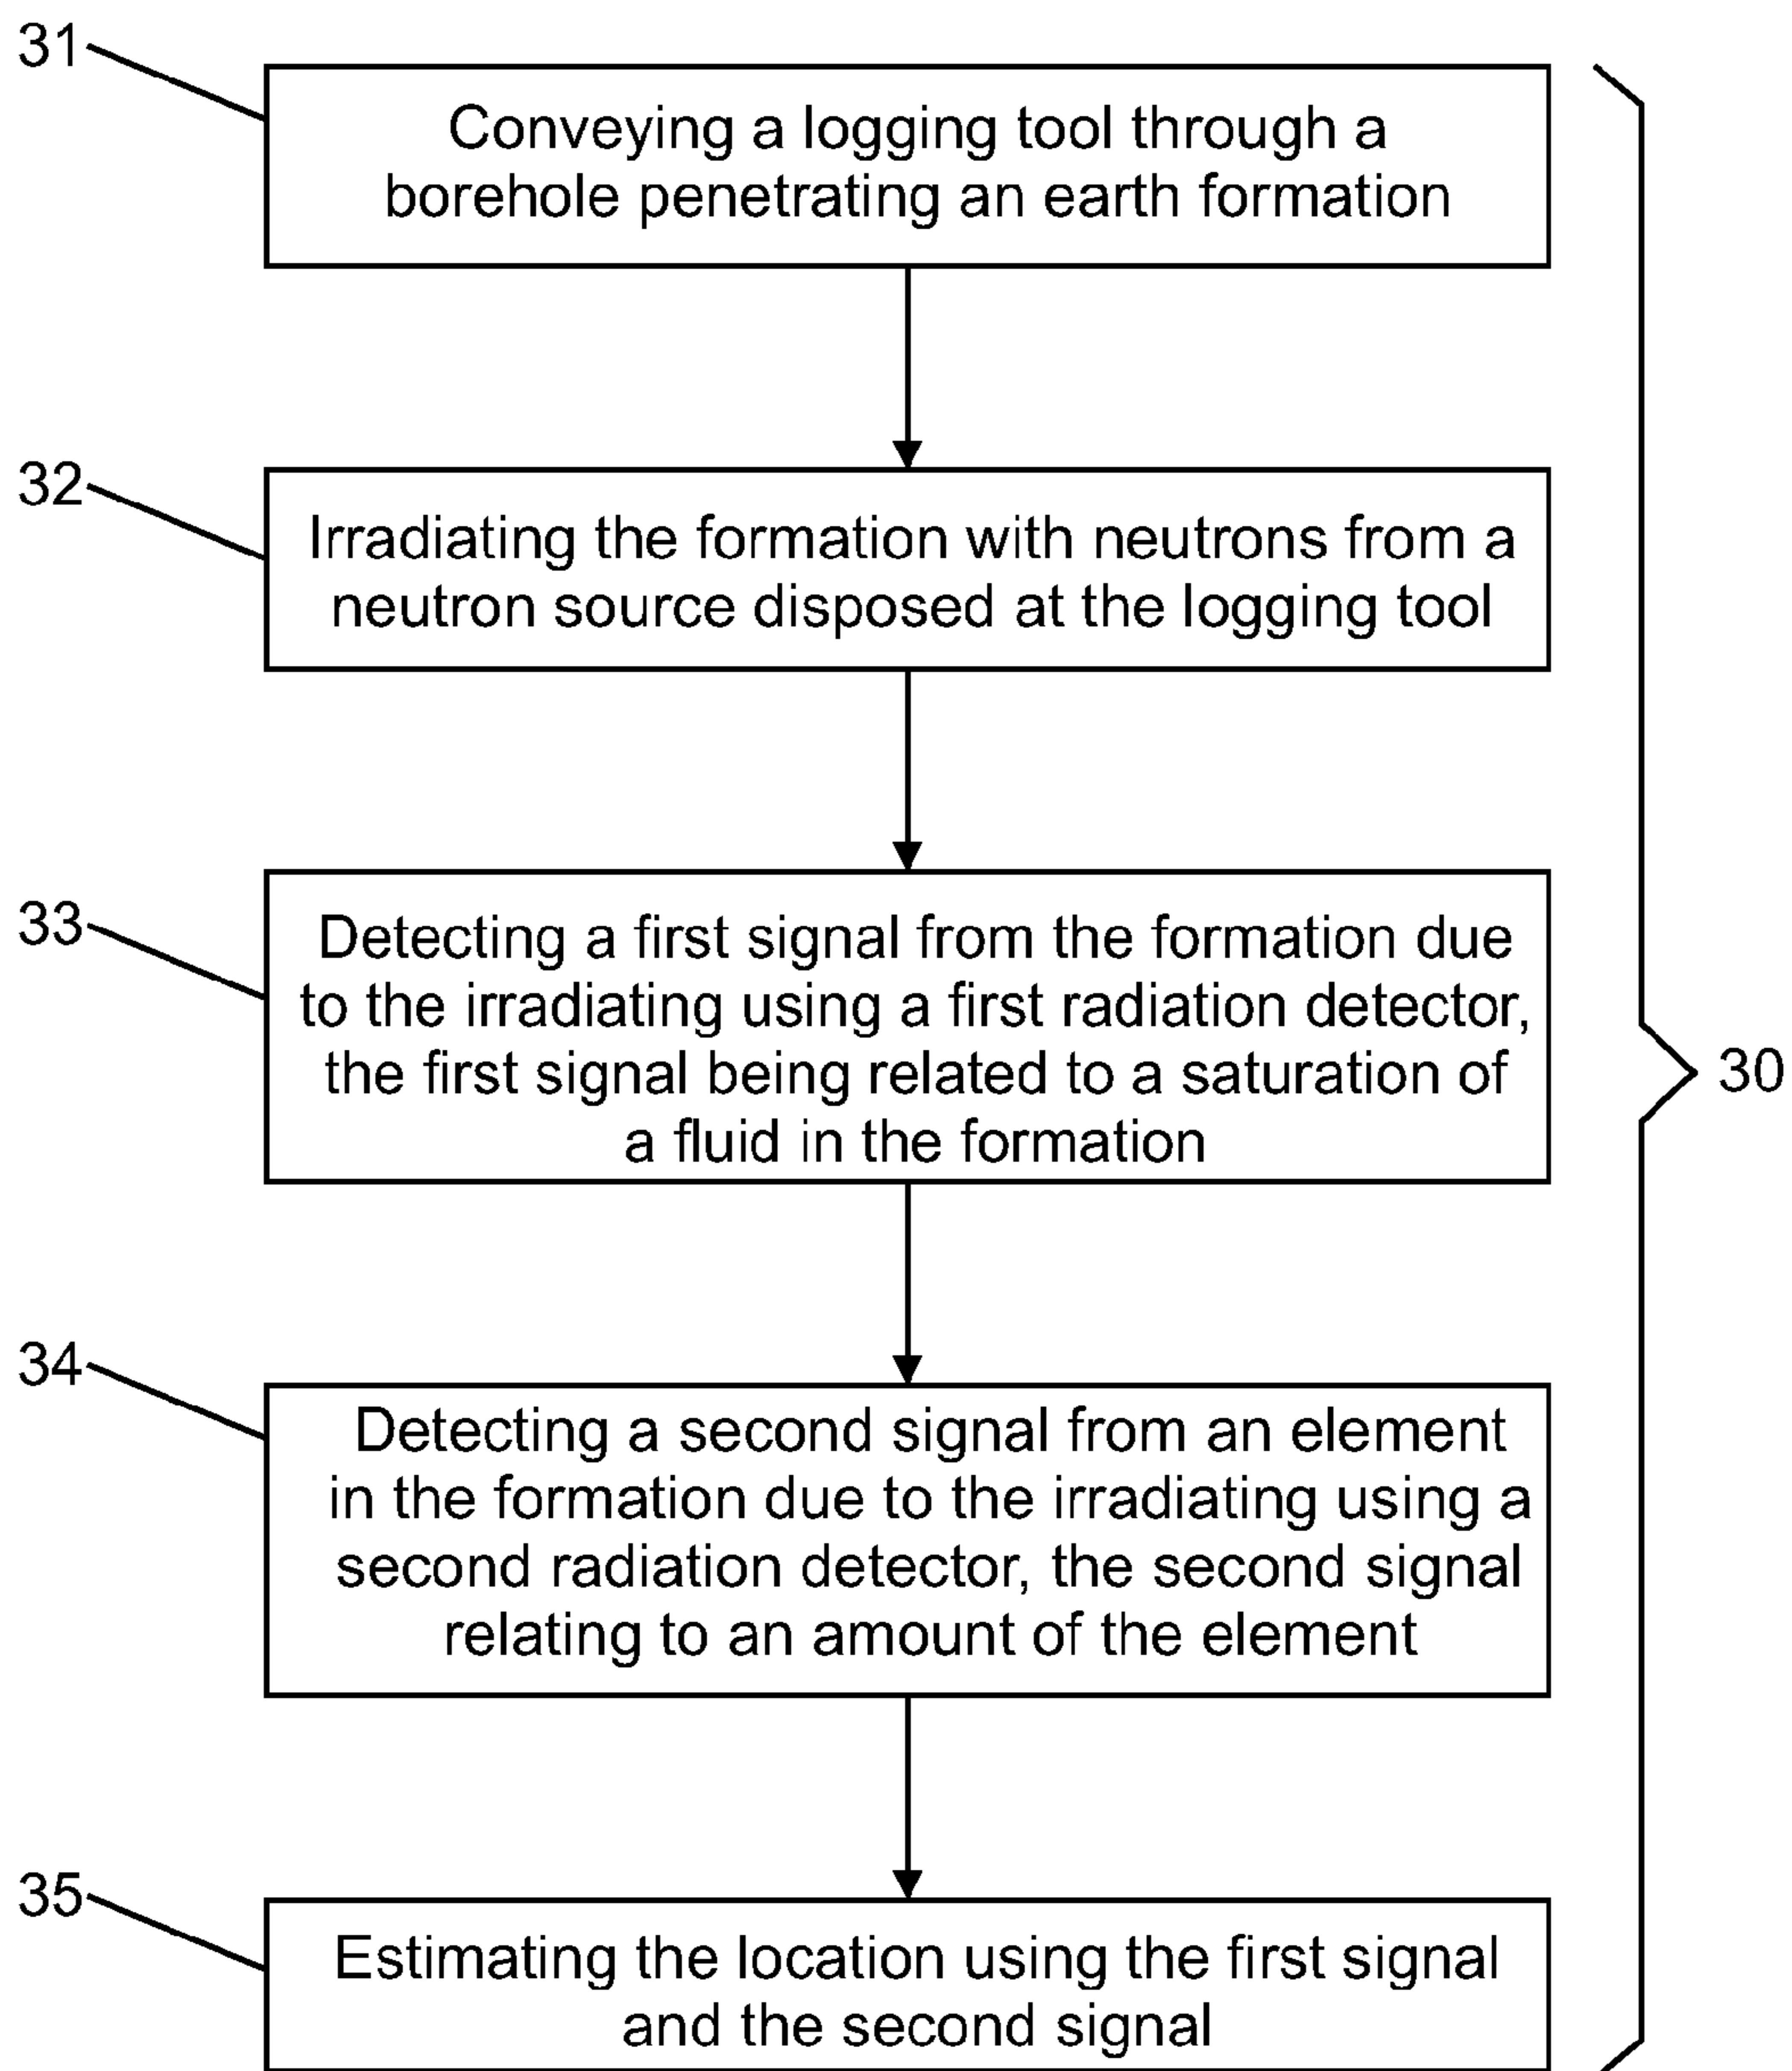 31
Conveying a logging tool through a
borehole penetrating an earth formation
32
Irradiating the formation with neutrons from a
neutron source disposed at the logging tool
33
Detecting a first signal from the formation due
to the irradiating using a first radiation detector,
the first signal being related to a saturation of
a fluid in the formation
30
34
Detecting a second signal from an element
in the formation due to the irradiating using a
second radiation detector, the second signal
relating to an amount of the element
35
Estimating the location using the first signal
and the second signal